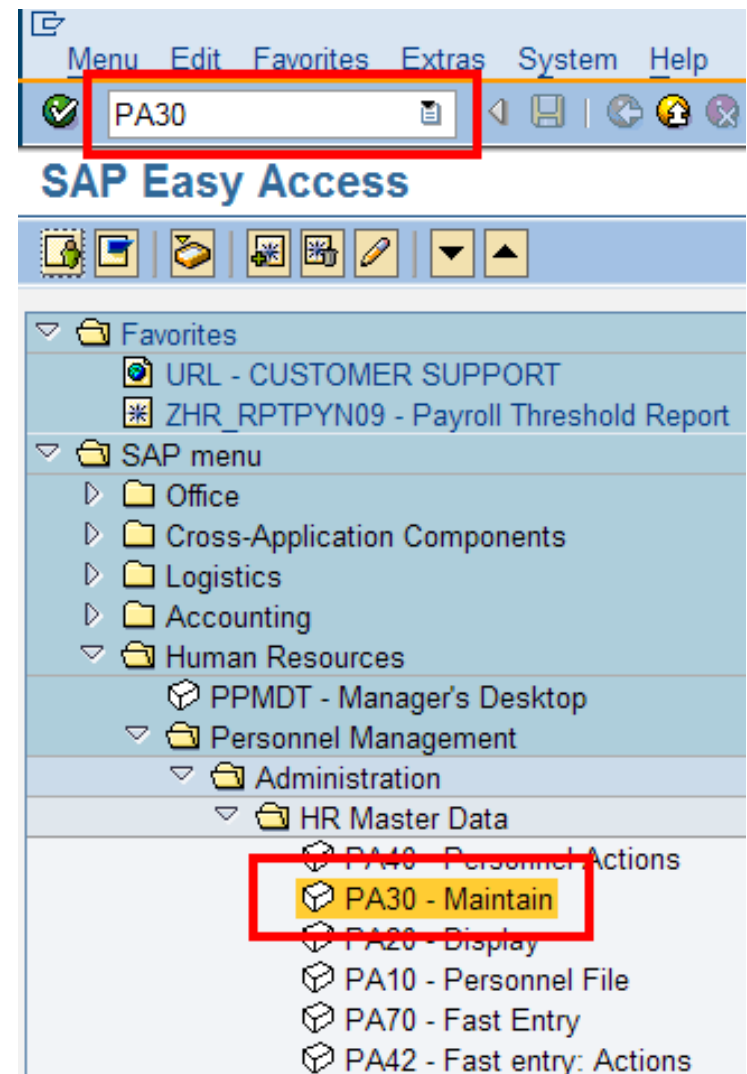 Menu Edit Favorites Extras System Help
PA30
SAP Easy Access
Favorites
URL - CUSTOMER SUPPORT
ZHR_RPTPYN09 - Payroll Threshold Report
SAP menu
Office
Cross-Application Components
Logistics
Accounting
Human Resources
PPMDT - Manager's Desktop
Personnel Management
Administration
HR Master Data
PA40 - Personnel Actions
PA30 - Maintain
PA20 - Display
PA10 - Personnel File
PA70 - Fast Entry
PA42 - Fast entry: Actions